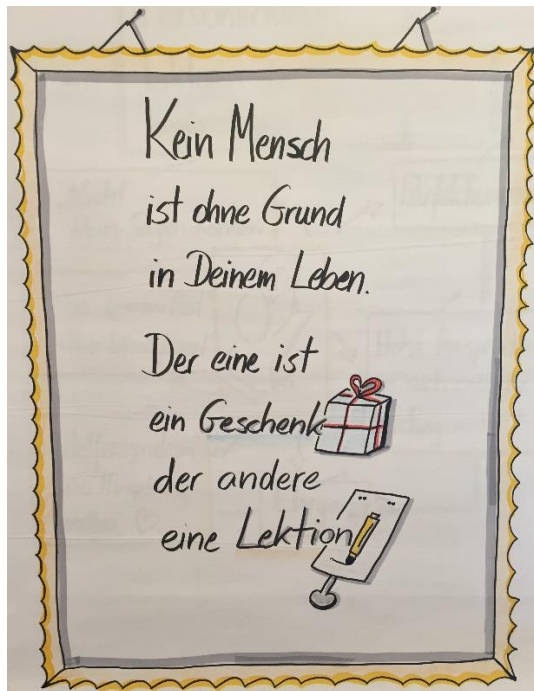 Kein Mensch
ist ohne Grund
in Deinem Leben.
Der eine ist
ein Geschenk
der andere
eine Lektion